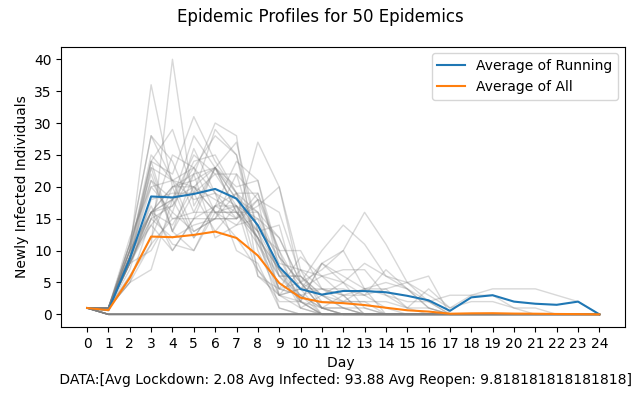 Epidemic Profiles for 50 Epidemics
Average of Running
Average of All
Newly Infected Individuals
40
35
30
25
20
15
10
5
0
0 1 2 3 4 5 6 7 8 9 10 11 12 13 14 15 16 17 18 19 20 21 22 23 24
Day
DATA:[Avg Lockdown: 2.08 Avg Infected: 93.88 Avg Reopen: 9.818181818181818]